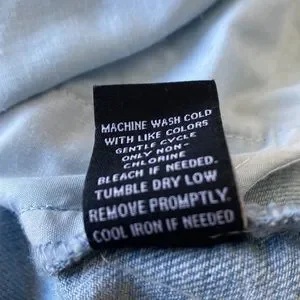 MACHINE WASH COLD
WITH LIKE COLORS
GENTLE CYCLE
ONLY NON-
CHLORINE
BLEACH IF NEEDED.
TUMBLE DRY LOW
REMOVE PROMPTLY.
COOL IRON IF NEEDED